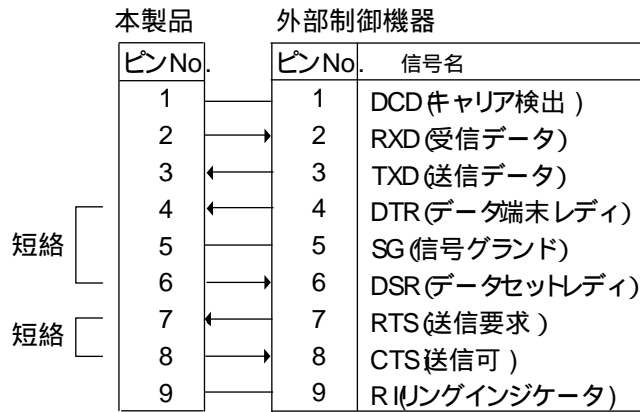 本製品 外部制御機器
ピンNo. ピンNo. 信号名
1 1 DCD(キャリア検出)
2 2 RXD(受信データ)
3 3 TXD(送信データ)
4 4 DTR(データ端末レディ)
短絡 5 5 SG(信号グランド)
6 6 DSR(データセットレディ)
7 7 RTS(送信要求)
短絡 8 8 CTS(送信可)
9 9 RI(リングインジケータ)